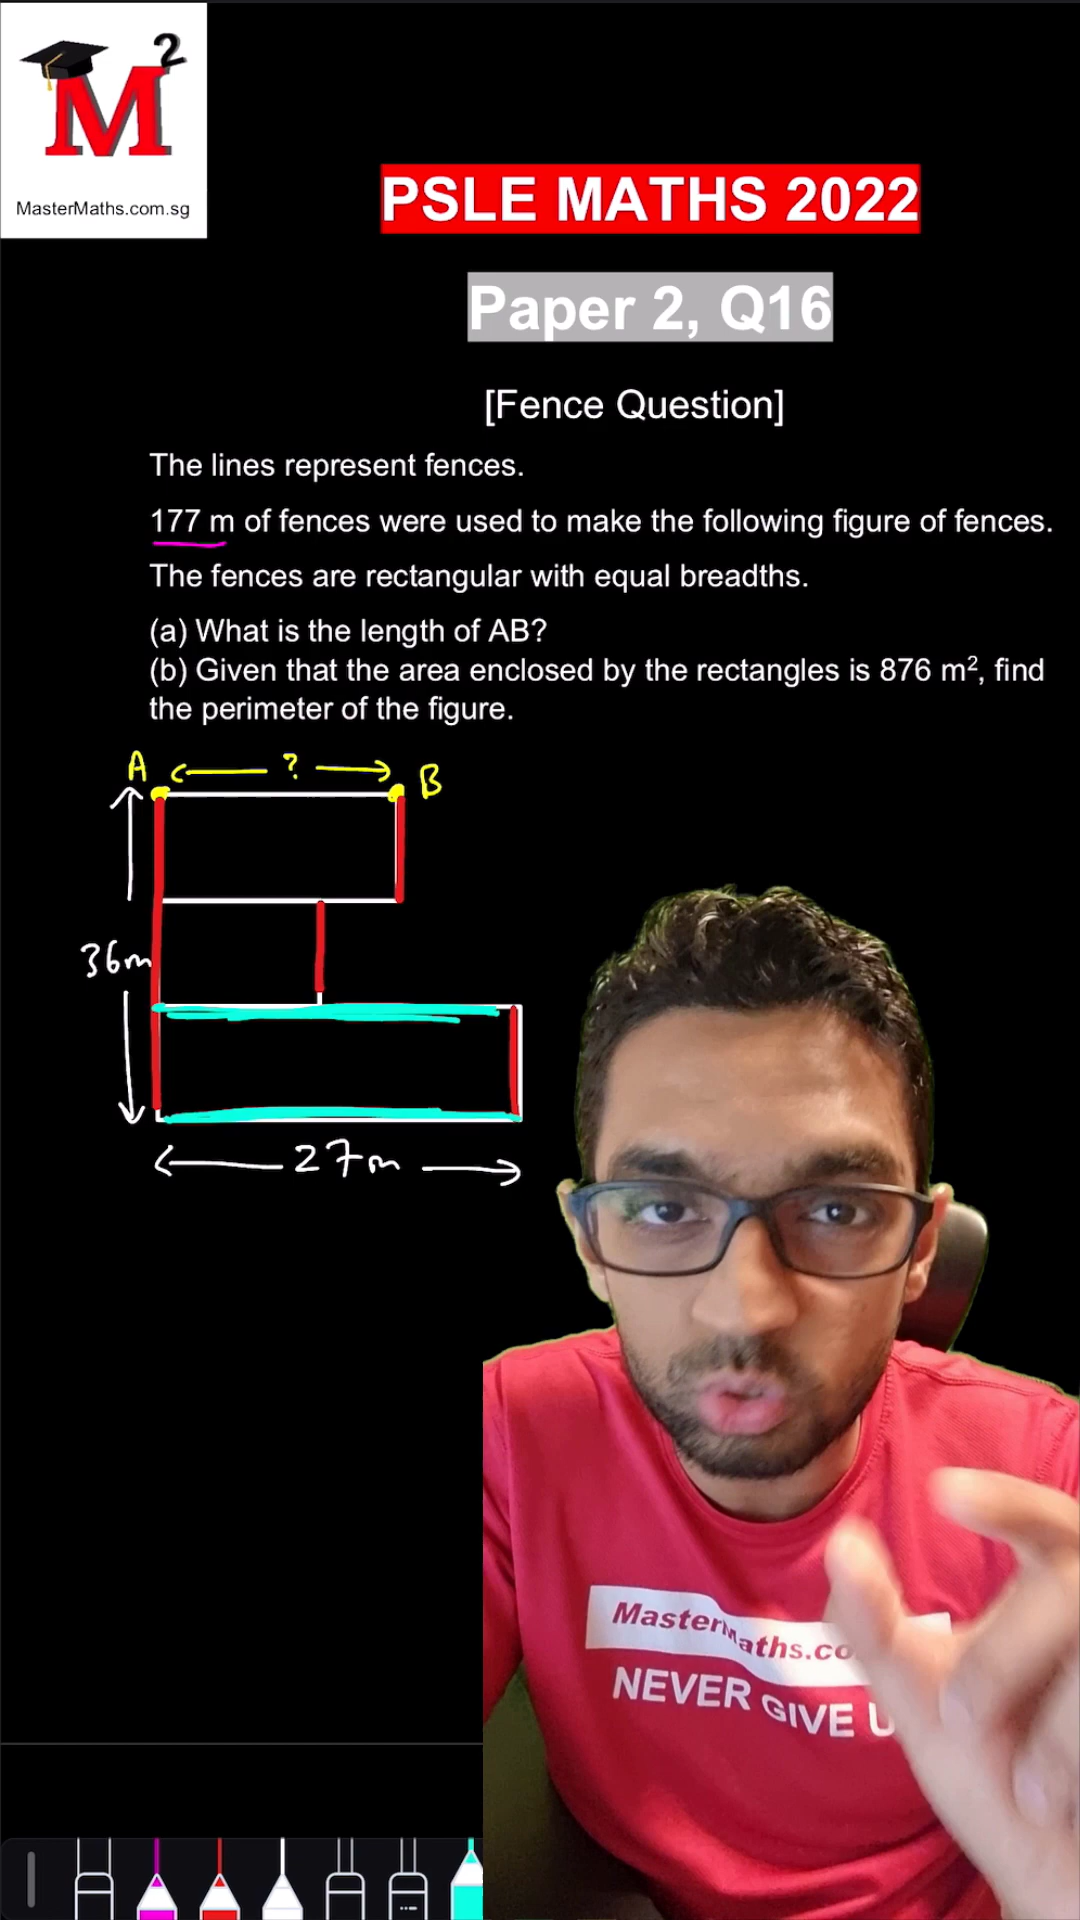 M²
MasterMaths.com.sg
PSLE MATHS 2022
Paper 2, Q16
[Fence Question]
The lines represent fences.
177 m of fences were used to make the following figure of fences.
The fences are rectangular with equal breadths.
(a) What is the length of AB?
(b) Given that the area enclosed by the rectangles is 876 m², find
the perimeter of the figure.
A ? B
36m
27m
MasterMaths.co
NEVER GIVE U